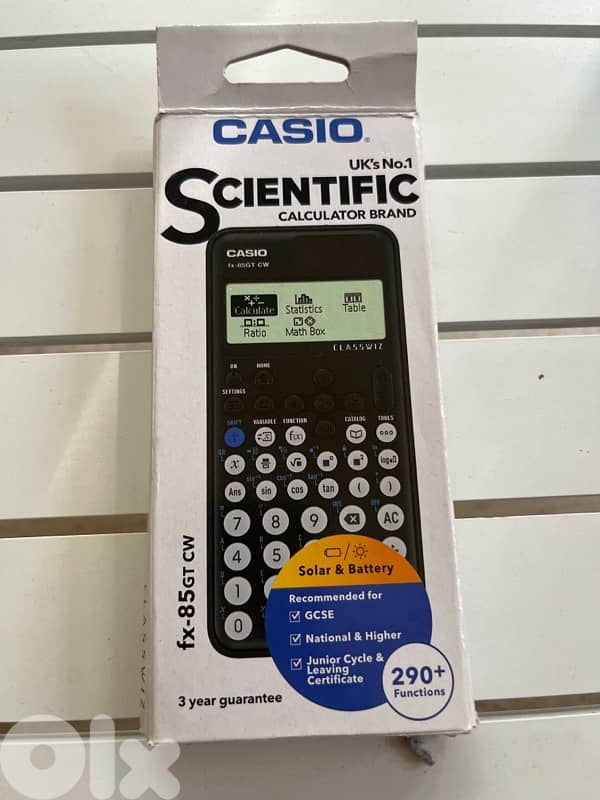 CASIO®
UK's No.1
SCIENTIFIC
CALCULATOR BRAND
CASIO
fx-85GT CW
Calculate Statistics Table
Ratio Math Box
CLASSWIZ
ON HOME
SETTINGS
SHIFT VARIABLE FUNCTION CATALOG TOOLS
f(x)
x
Ans sin cos tan ( )
7 8 9 AC
4 5
1
0
Solar & Battery
Recommended for
GCSE
National & Higher
Junior Cycle &
Leaving
Certificate
290+
Functions
fx-85GT CW
3 year guarantee
olx